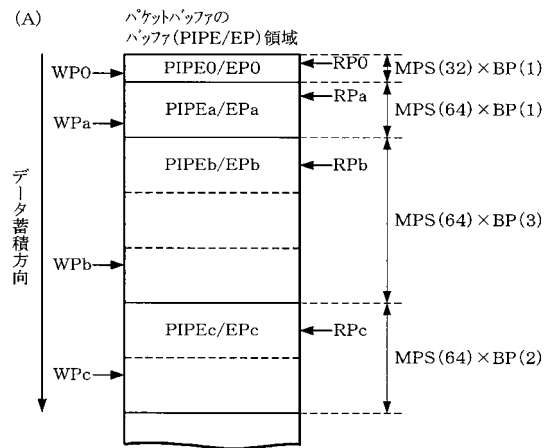 (A)
パケットバッファの
バッファ(PIPE/EP)領域
WP0
PIPE0/EP0
RP0
MPS(32)×BP(1)
WPa
PIPEa/EPa
RPa
MPS(64)×BP(1)
PIPEb/EPb
RPb
データ蓄積方向
WPb
MPS(64)×BP(3)
PIPEc/EPc
RPc
WPc
MPS(64)×BP(2)